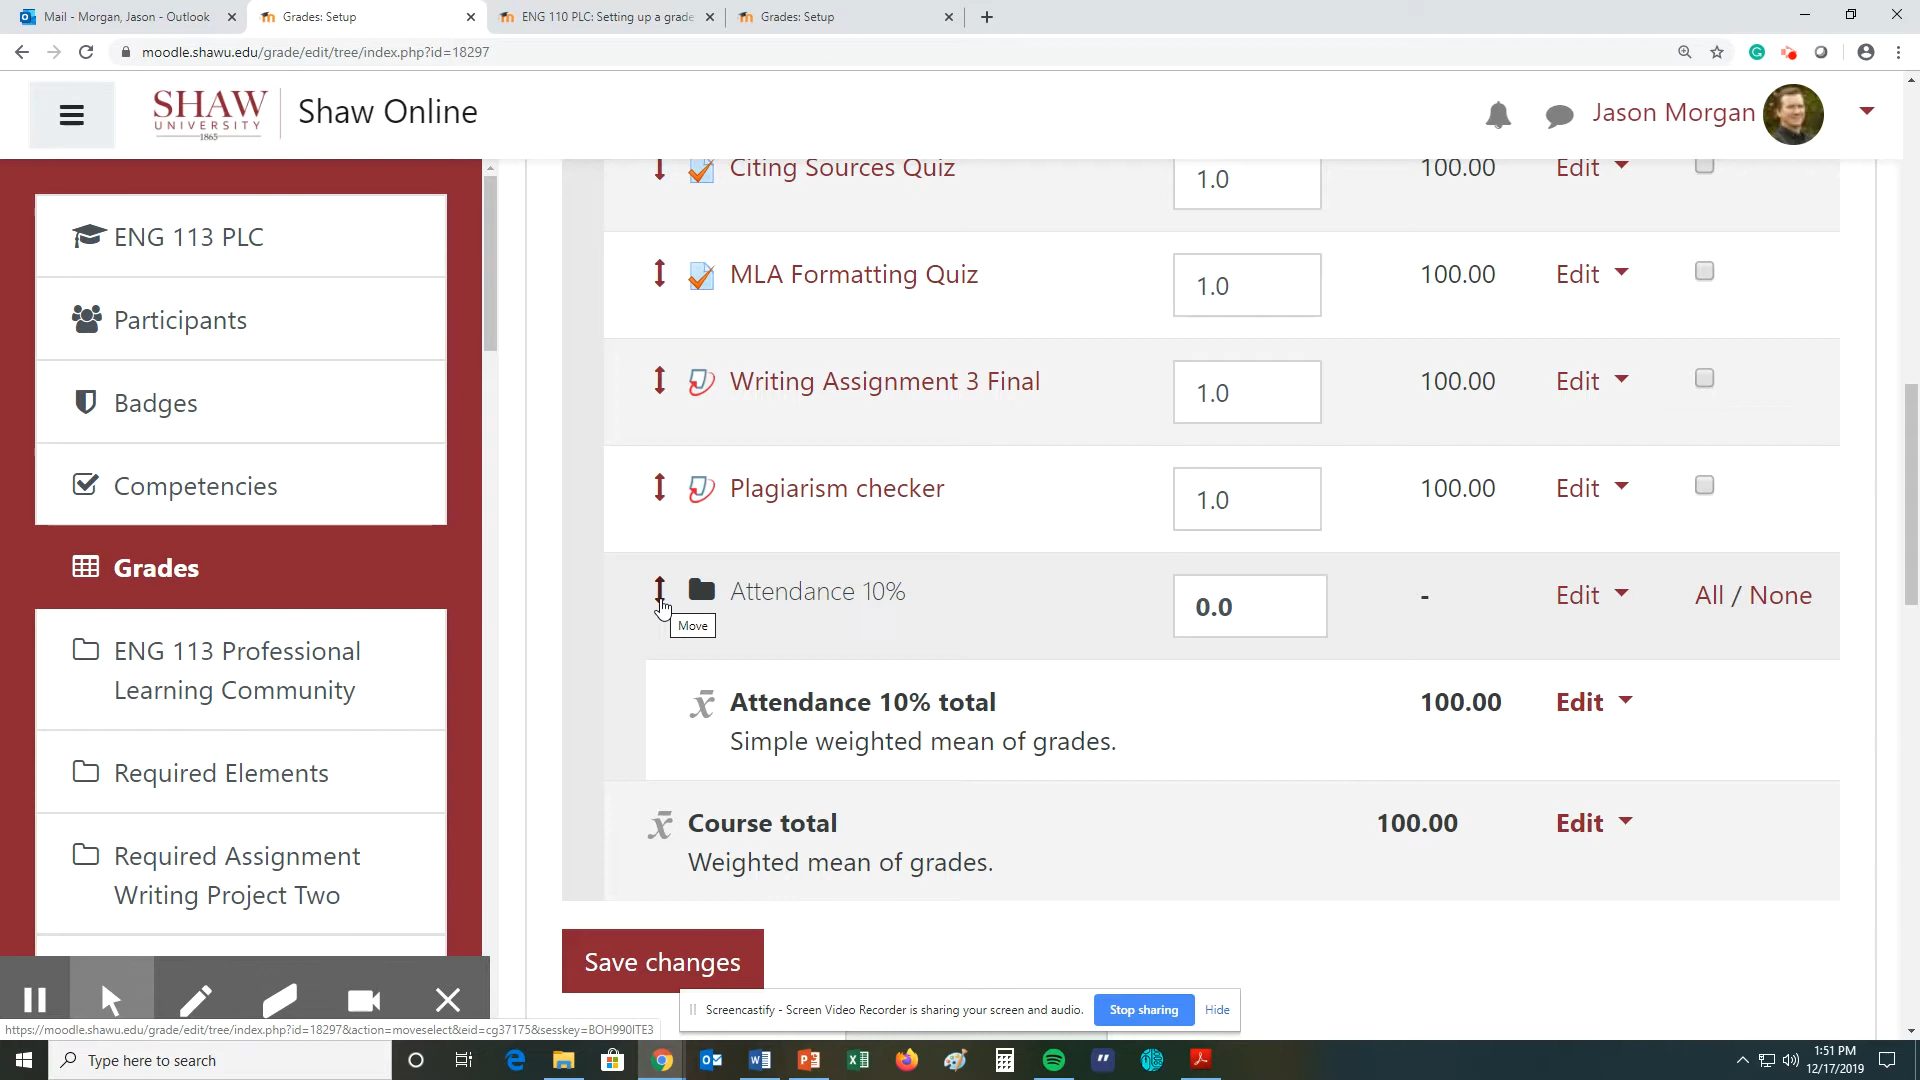 Mail - Morgan, Jason - Outlook
Grades: Setup
ENG 110 PLC: Setting up a grade
Grades: Setup
moodle.shawu.edu/grade/edit/tree/index.php?id=18297
SHAW
UNIVERSITY
1865
Shaw Online
Jason Morgan
ENG 113 PLC
Participants
Badges
Competencies
Grades
ENG 113 Professional
Learning Community
Required Elements
Required Assignment
Writing Project Two
Citing Sources Quiz 1.0 100.00 Edit
MLA Formatting Quiz 1.0 100.00 Edit
Writing Assignment 3 Final 1.0 100.00 Edit
Plagiarism checker 1.0 100.00 Edit
Attendance 10% 0.0 - Edit All / None
Move
Attendance 10% total 100.00 Edit
Simple weighted mean of grades.
Course total 100.00 Edit
Weighted mean of grades.
Save changes
Screencastify - Screen Video Recorder is sharing your screen and audio. Stop sharing Hide
https://moodle.shawu.edu/grade/edit/tree/index.php?id=18297&action=moveselect&eid=cg37175&sesskey=BOH990ITE3
Type here to search
1:51 PM
12/17/2019